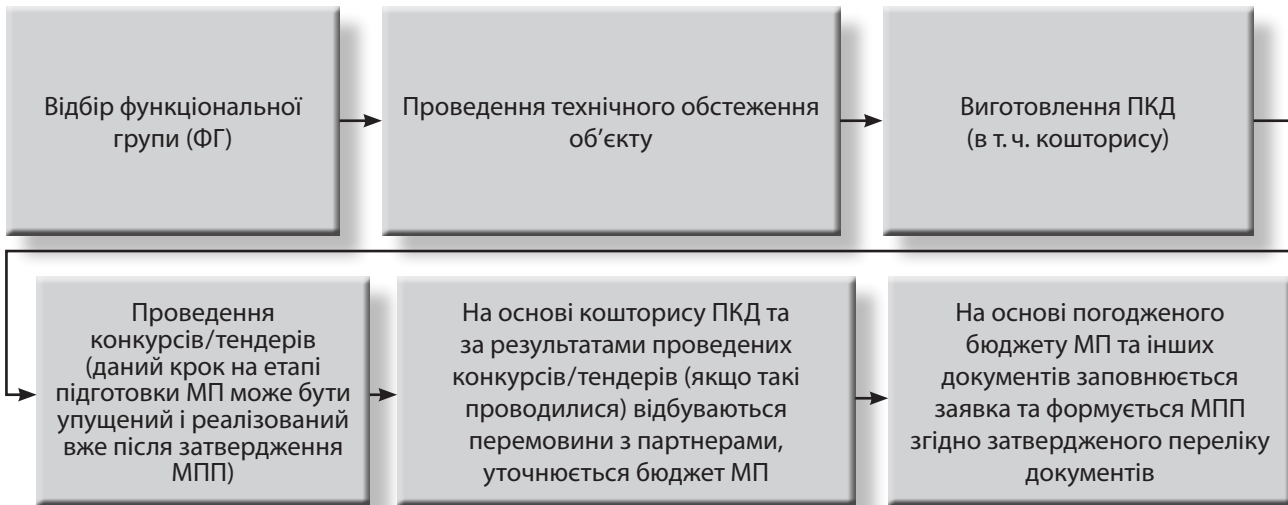 Відбір функціональної
групи (ФГ)
Проведення технічного обстеження
об’єкту
Виготовлення ПКД
(в т. ч. кошторису)
Проведення
конкурсів/тендерів
(даний крок на етапі
підготовки МП може бути
упущений і реалізований
вже після затвердження
МПП)
На основі кошторису ПКД та
за результатами проведених
конкурсів/тендерів (якщо такі
проводилися) відбуваються
перемовини з партнерами,
уточнюється бюджет МП
На основі погодженого
бюджету МП та інших
документів заповнюється
заявка та формується МПП
згідно затвердженого переліку
документів